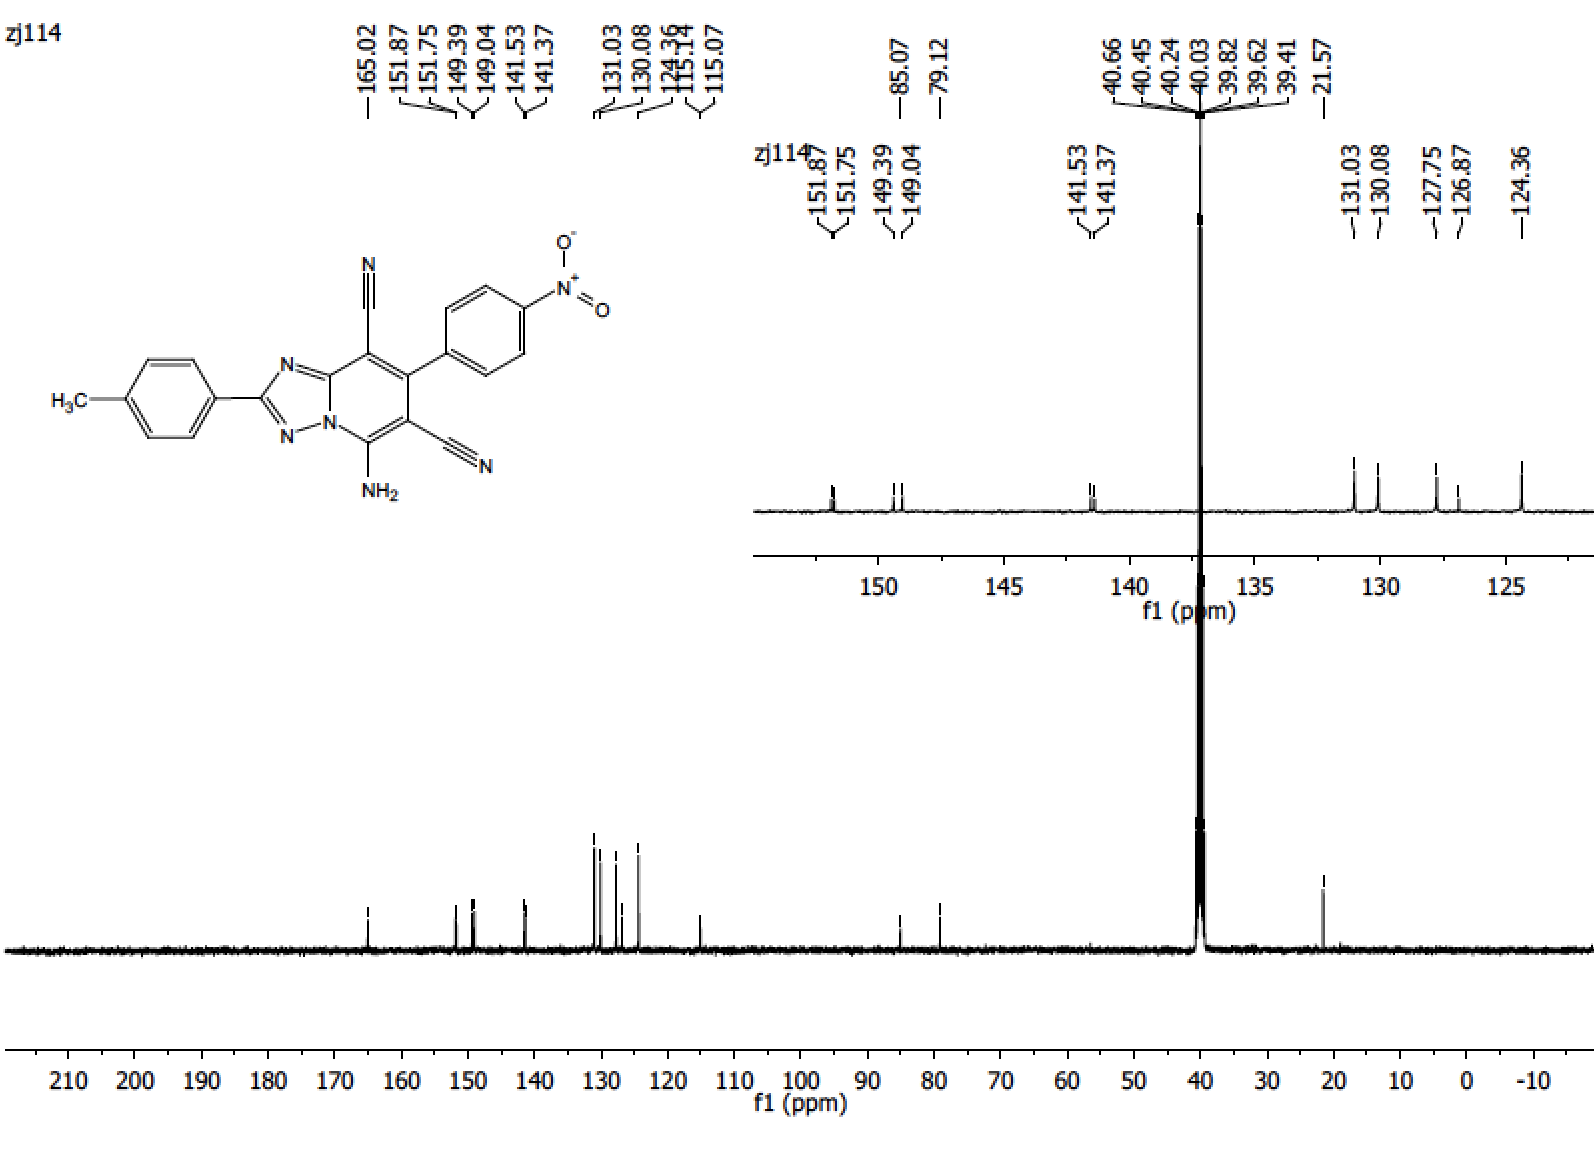 zj114
165.02
151.87
151.75
149.39
149.04
141.53
141.37
131.03
130.08
124.36
115.14
115.07
85.07
79.12
40.66
40.45
40.24
40.03
39.82
39.62
39.41
21.57
zj114
151.87
151.75
149.39
149.04
141.53
141.37
131.03
130.08
127.75
126.87
124.36
O-
N
N+
O
N
H3C
N
N
N
NH2
150 145 140 135 130 125
f1 (ppm)
210 200 190 180 170 160 150 140 130 120 110 100 90 80 70 60 50 40 30 20 10 0 -10
f1 (ppm)